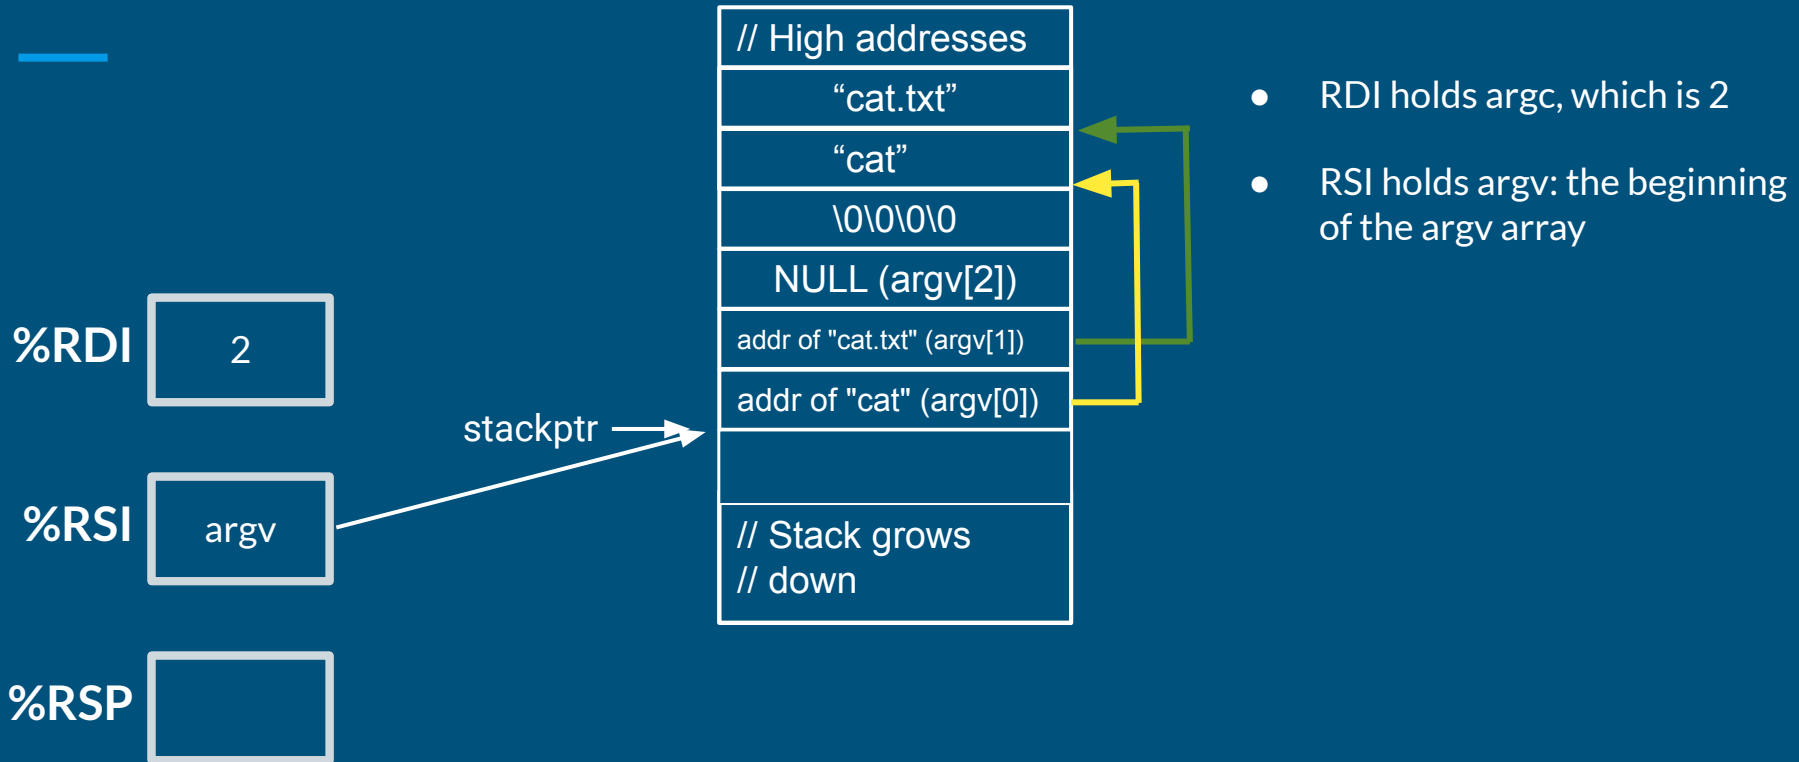 // High addresses
“cat.txt”
“cat”
\0\0\0\0
NULL (argv[2])
addr of "cat.txt" (argv[1])
addr of "cat" (argv[0])
// Stack grows
// down
● RDI holds argc, which is 2
● RSI holds argv: the beginning
of the argv array
%RDI
2
stackptr
%RSI
argv
%RSP